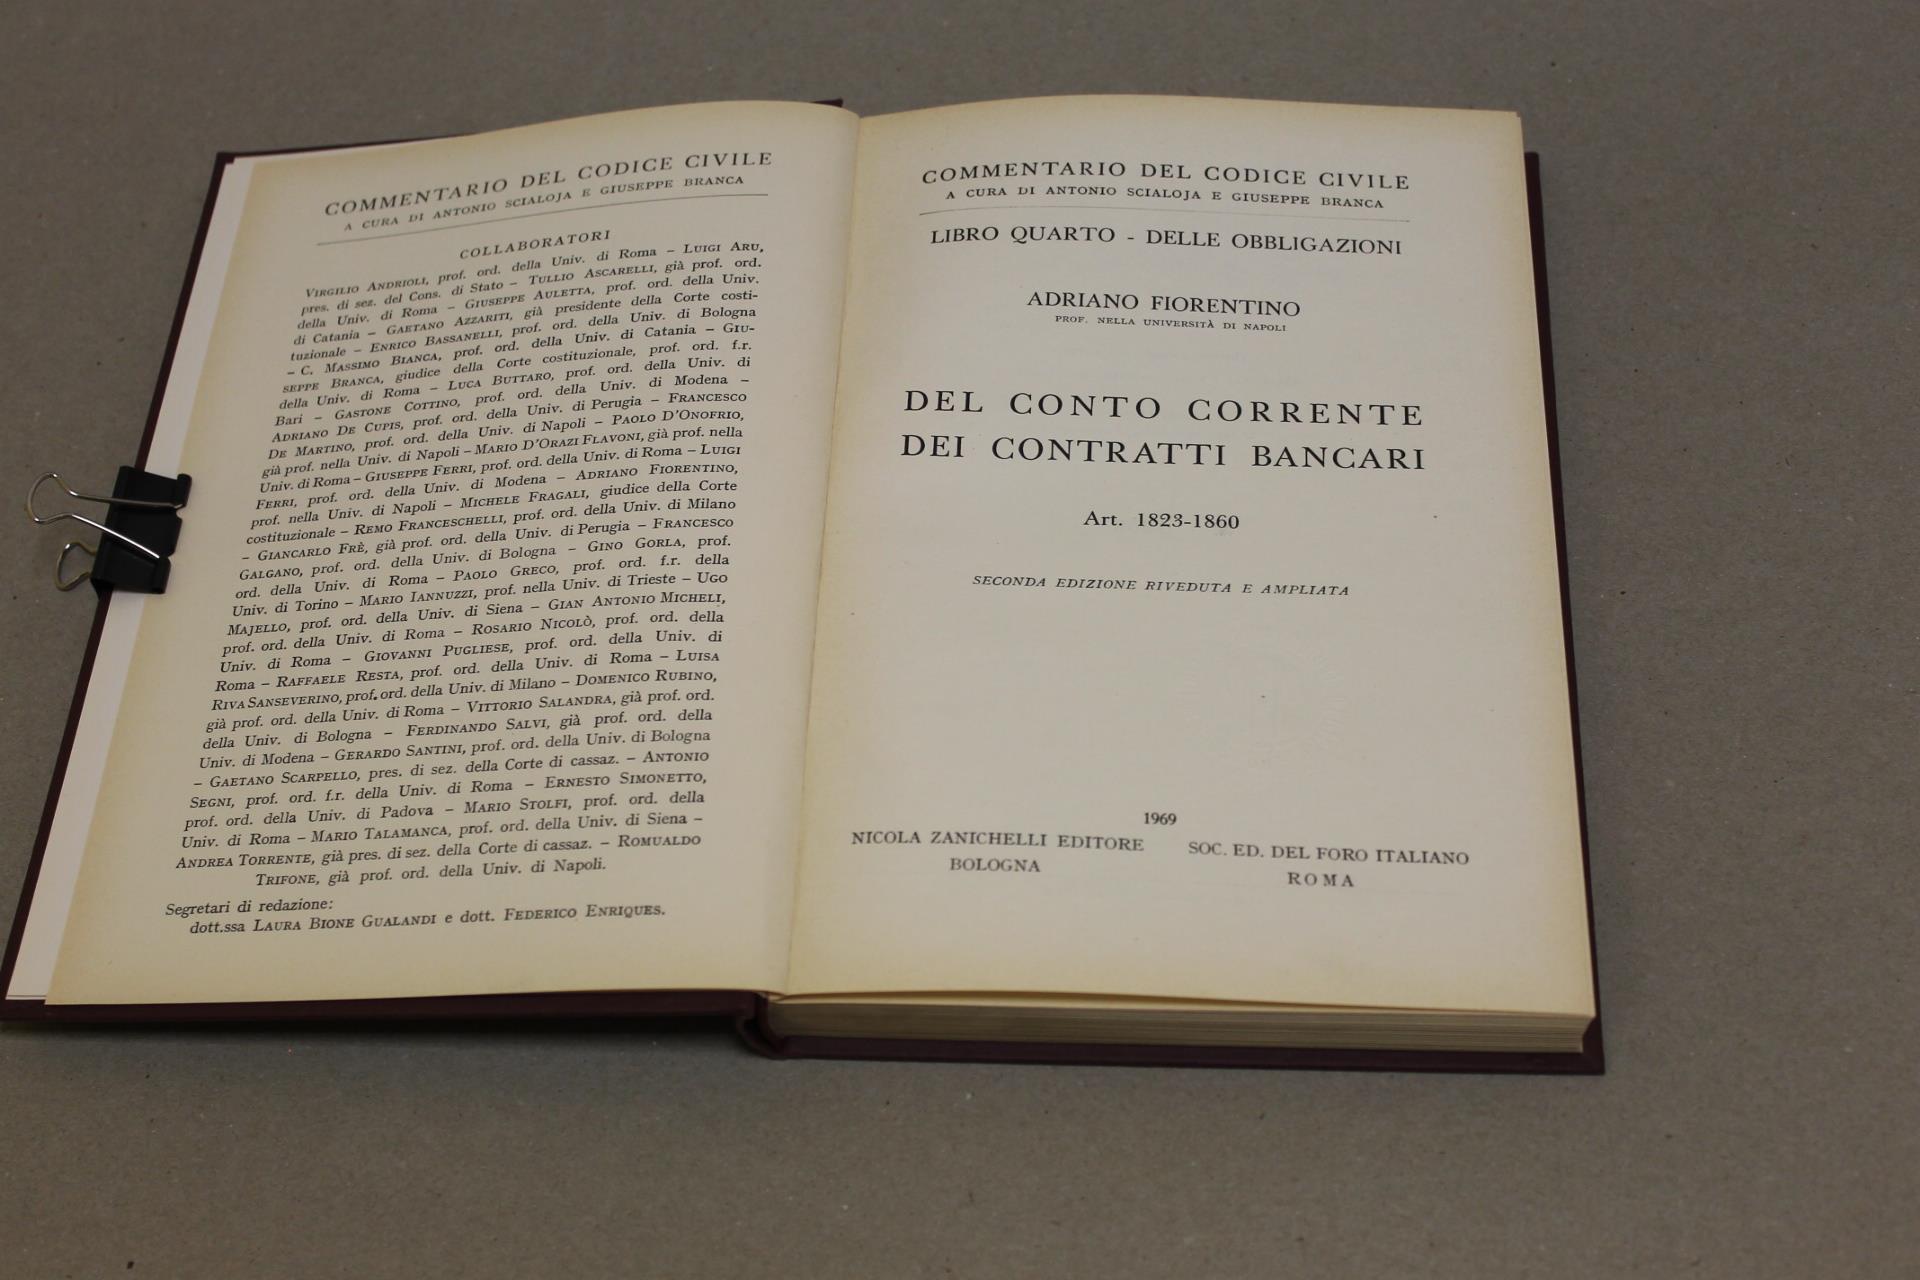 COMMENTARIO DEL CODICE CIVILE
A CURA DI ANTONIO SCIALOJA E GIUSEPPE BRANCA
COLLABORATORI
VIRGILIO ANDRIOLI, prof. ord. della Univ. di Roma – LUIGI ARU,
pres. di sez. del Cons. di Stato – TULLIO ASCARELLI, già prof. ord.
della Univ. di Roma – GIUSEPPE AULETTA, prof. ord. della Univ.
di Catania – GAETANO AZZARITI, già presidente della Corte costi-
tuzionale – ENRICO BASSANELLI, prof. ord. della Univ. di Bologna
– C. MASSIMO BIANCA, prof. ord. della Univ. di Catania – GIU-
SEPPE BRANCA, giudice della Corte costituzionale, prof. ord. f.r.
della Univ. di Roma – LUCA BUTTARO, prof. ord. della Univ. di
Bari – GASTONE COTTINO, prof. ord. della Univ. di Modena –
ADRIANO DE CUPIS, prof. ord. della Univ. di Perugia – FRANCESCO
DE MARTINO, prof. ord. della Univ. di Napoli – PAOLO D'ONOFRIO,
già prof. nella Univ. di Napoli – MARIO D'ORAZI FLAVONI, già prof. nella
Univ. di Roma – GIUSEPPE FERRI, prof. ord. della Univ. di Roma – LUIGI
FERRI, prof. ord. della Univ. di Modena – ADRIANO FIORENTINO,
prof. nella Univ. di Napoli – MICHELE FRAGALI, giudice della Corte
costituzionale – REMO FRANCESCHELLI, prof. ord. della Univ. di Milano
– GIANCARLO FRÈ, già prof. ord. della Univ. di Perugia – FRANCESCO
GALGANO, prof. ord. della Univ. di Bologna – GINO GORLA, prof.
ord. della Univ. di Roma – PAOLO GRECO, prof. ord. f.r. della
Univ. di Torino – MARIO IANNUZZI, prof. nella Univ. di Trieste – UGO
MAJELLO, prof. ord. della Univ. di Siena – GIAN ANTONIO MICHELI,
prof. ord. della Univ. di Roma – ROSARIO NICOLÒ, prof. ord. della
Univ. di Roma – GIOVANNI PUGLIESE, prof. ord. della Univ. di
Roma – RAFFAELE RESTA, prof. ord. della Univ. di Roma – LUISA
RIVA SANSEVERINO, prof. ord. della Univ. di Milano – DOMENICO RUBINO,
già prof. ord. della Univ. di Roma – VITTORIO SALANDRA, già prof. ord.
della Univ. di Bologna – FERDINANDO SALVI, già prof. ord. della
Univ. di Modena – GERARDO SANTINI, prof. ord. della Univ. di Bologna
– GAETANO SCARPELLO, pres. di sez. della Corte di cassaz. – ANTONIO
SEGNI, prof. ord. f.r. della Univ. di Roma – ERNESTO SIMONETTO,
prof. ord. della Univ. di Padova – MARIO STOLFI, prof. ord. della
Univ. di Roma – MARIO TALAMANCA, prof. ord. della Univ. di Siena –
ANDREA TORRENTE, già pres. di sez. della Corte di cassaz. – ROMUALDO
TRIFONE, già prof. ord. della Univ. di Napoli.
Segretari di redazione:
dott.ssa LAURA BIONE GUALANDI e dott. FEDERICO ENRIQUES.
COMMENTARIO DEL CODICE CIVILE
A CURA DI ANTONIO SCIALOJA E GIUSEPPE BRANCA
LIBRO QUARTO - DELLE OBBLIGAZIONI
ADRIANO FIORENTINO
PROF. NELLA UNIVERSITÀ DI NAPOLI
DEL CONTO CORRENTE
DEI CONTRATTI BANCARI
Art. 1823-1860
SECONDA EDIZIONE RIVEDUTA E AMPLIATA
1969
NICOLA ZANICHELLI EDITORE
BOLOGNA
SOC. ED. DEL FORO ITALIANO
ROMA